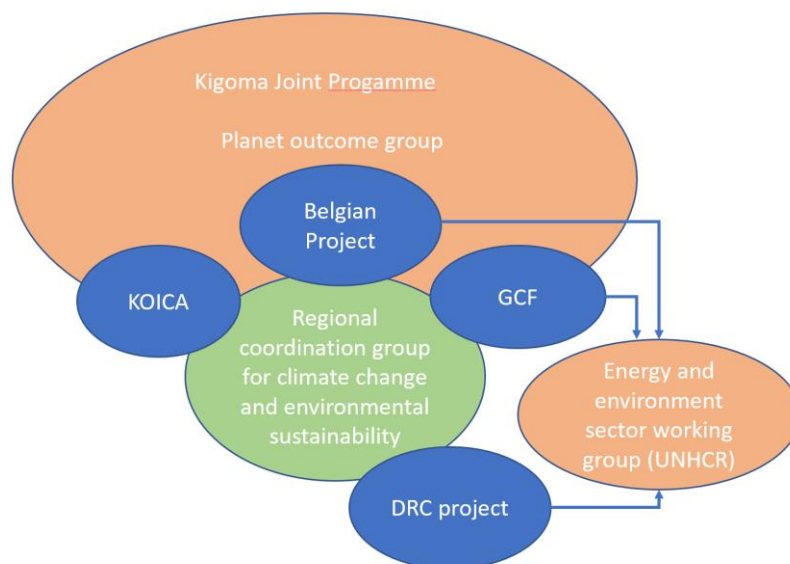 Kigoma Joint Progamme
Planet outcome group
Belgian
Project
KOICA
GCF
Regional
coordination group
for climate change
and environmental
sustainability
Energy and
environment
sector working
group (UNHCR)
DRC project